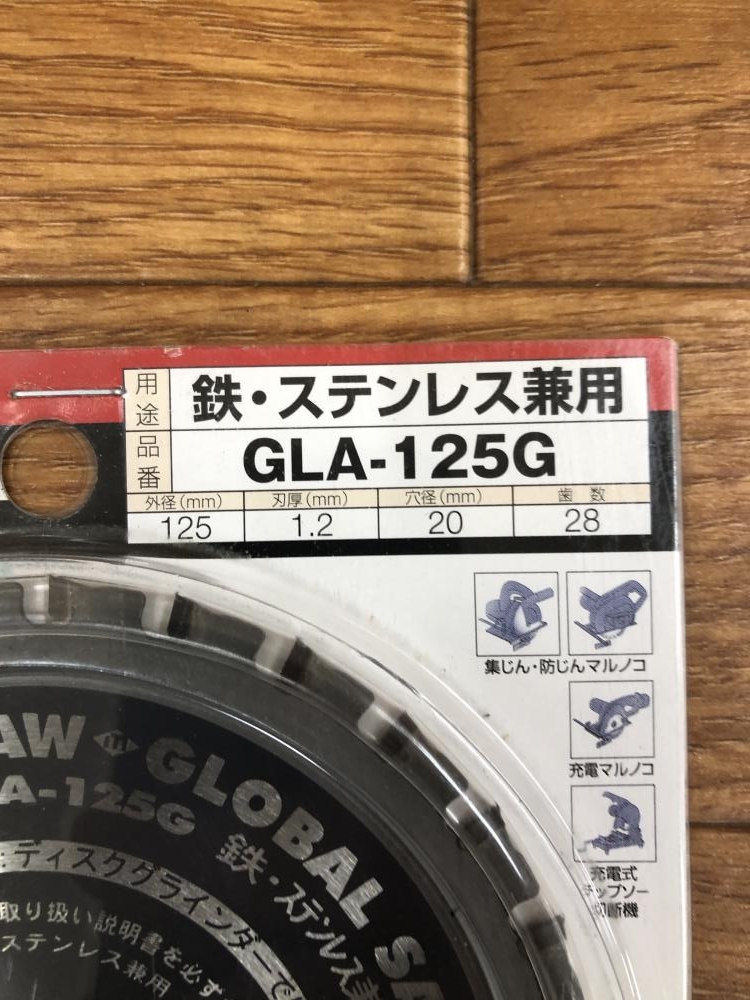 用途 鉄・ステンレス兼用
品番 GLA-125G
外径(mm) 刃厚(mm) 穴径(mm) 歯数
125 1.2 20 28
集じん・防じんマルノコ
充電マルノコ
充電式
チップソー
切断機
AW GLOBAL SA
A-125G
鉄・ステンレス兼
ディスクグラインダーで
取り扱い説明書を必ず
ステンレス兼用